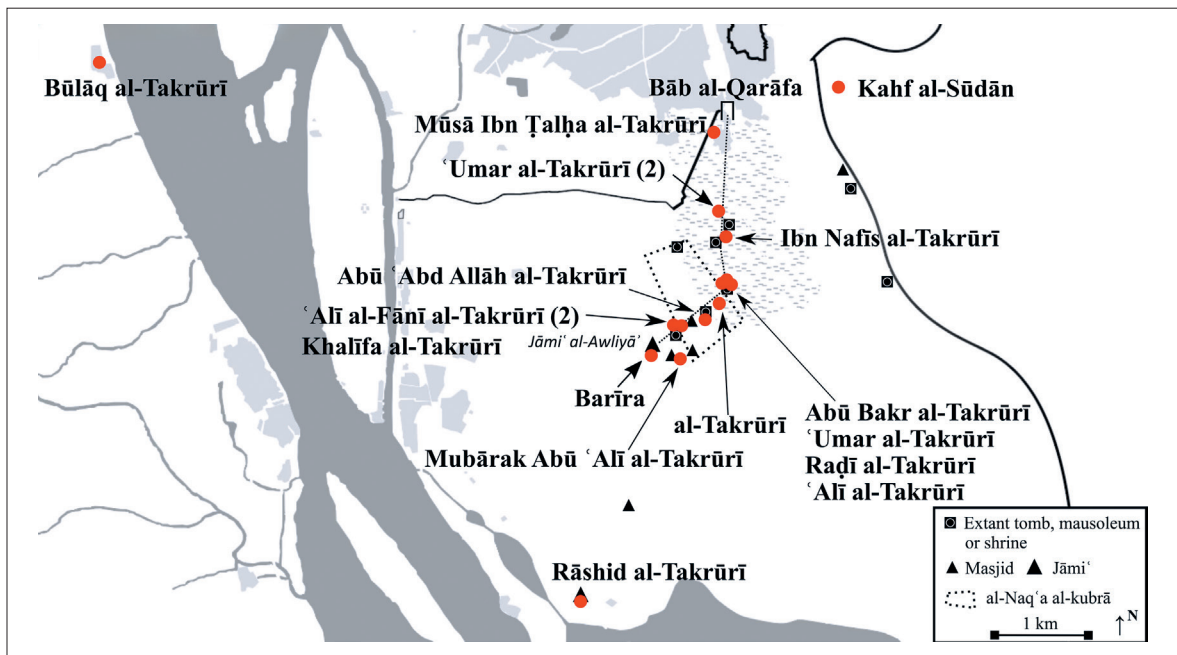 Būlāq al-Takrūrī
Bāb al-Qarāfa
Kahf al-Sūdān
Mūsā Ibn Ṭalḥa al-Takrūrī
ʿUmar al-Takrūrī (2)
Ibn Nafīs al-Takrūrī
Abū ʿAbd Allāh al-Takrūrī
ʿAlī al-Fānī al-Takrūrī (2)
Khalīfa al-Takrūrī
Jāmiʿ al-Awliyāʾ
Barīra
al-Takrūrī
Abū Bakr al-Takrūrī
ʿUmar al-Takrūrī
Raḍī al-Takrūrī
ʿAlī al-Takrūrī
Mubārak Abū ʿAlī al-Takrūrī
Rāshid al-Takrūrī
Extant tomb, mausoleum
or shrine
Masjid Jāmiʿ
al-Naqʿa al-kubrā
1 km N